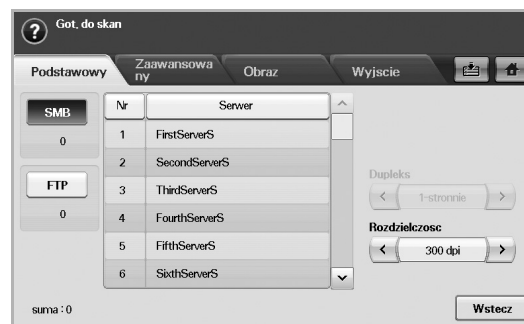 Got, do skan
Podstawowy
Zaawansowa
ny
Obraz
Wyjscie
SMB
0
FTP
0
Nr Serwer
1 FirstServerS
2 SecondServerS
3 ThirdServerS
4 FourthServerS
5 FifthServerS
6 SixthServerS
Dupleks
1-stronnie
Rozdzielczosc
300 dpi
suma : 0
Wstecz